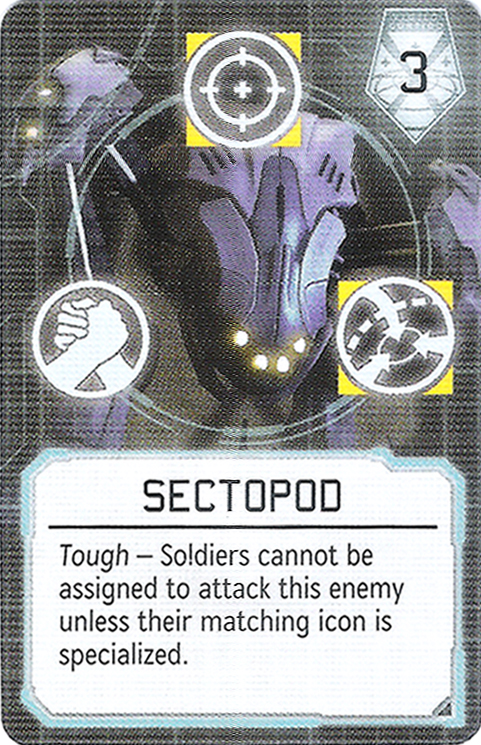 3
SECTOPOD
Tough – Soldiers cannot be
assigned to attack this enemy
unless their matching icon is
specialized.